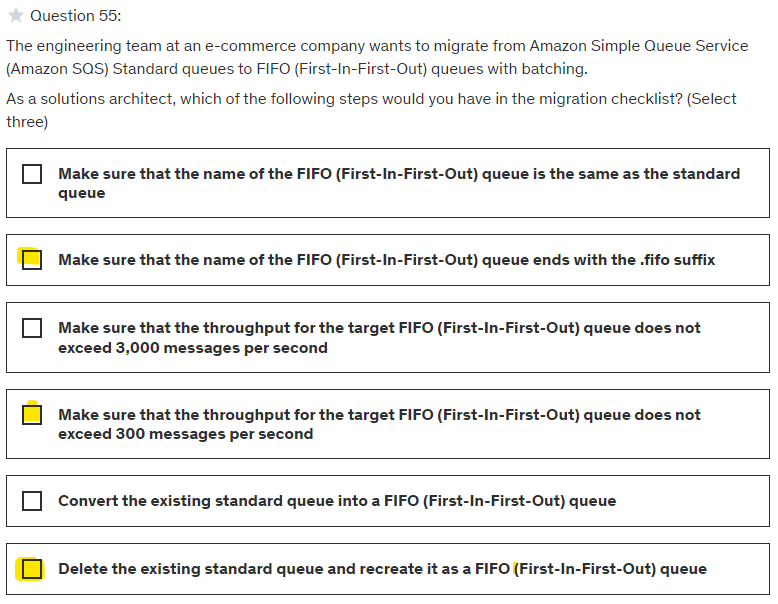 Question 55:
The engineering team at an e-commerce company wants to migrate from Amazon Simple Queue Service
(Amazon SQS) Standard queues to FIFO (First-In-First-Out) queues with batching.
As a solutions architect, which of the following steps would you have in the migration checklist? (Select
three)
Make sure that the name of the FIFO (First-In-First-Out) queue is the same as the standard
queue
Make sure that the name of the FIFO (First-In-First-Out) queue ends with the .fifo suffix
Make sure that the throughput for the target FIFO (First-In-First-Out) queue does not
exceed 3,000 messages per second
Make sure that the throughput for the target FIFO (First-In-First-Out) queue does not
exceed 300 messages per second
Convert the existing standard queue into a FIFO (First-In-First-Out) queue
Delete the existing standard queue and recreate it as a FIFO (First-In-First-Out) queue